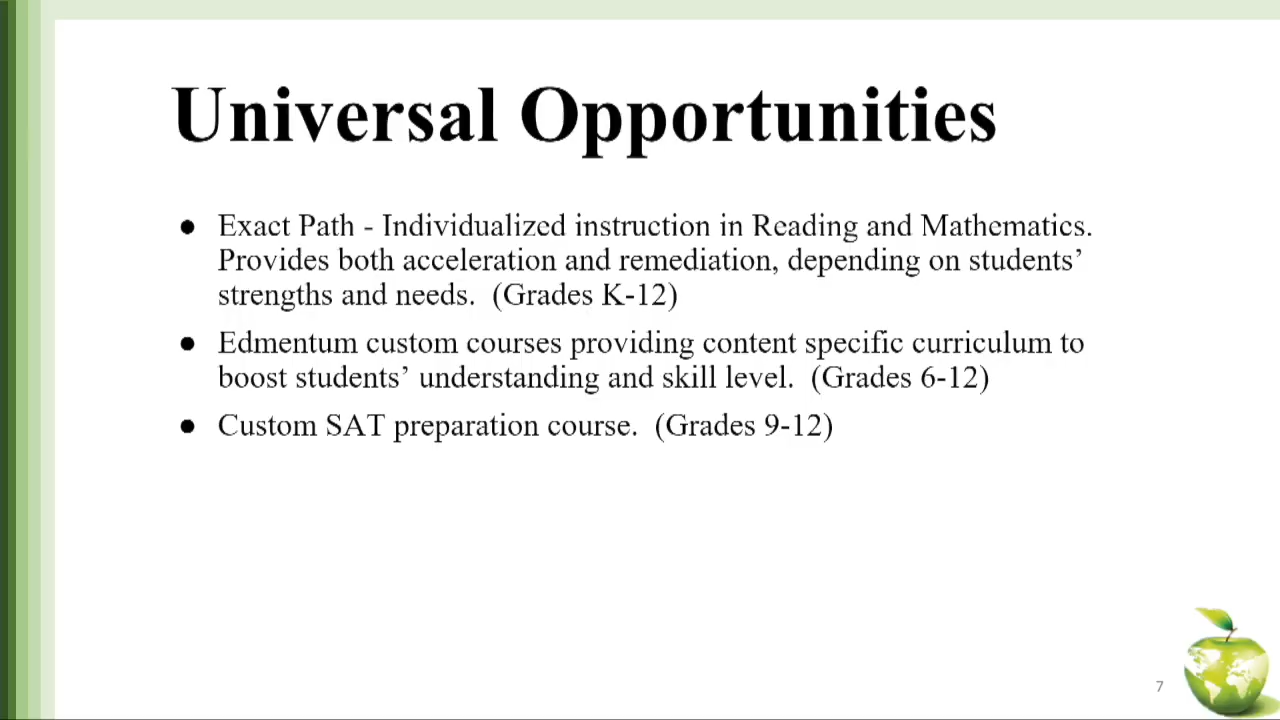 Universal Opportunities
● Exact Path - Individualized instruction in Reading and Mathematics.
Provides both acceleration and remediation, depending on students’
strengths and needs.  (Grades K-12)
● Edmentum custom courses providing content specific curriculum to
boost students’ understanding and skill level.  (Grades 6-12)
● Custom SAT preparation course.  (Grades 9-12)
7